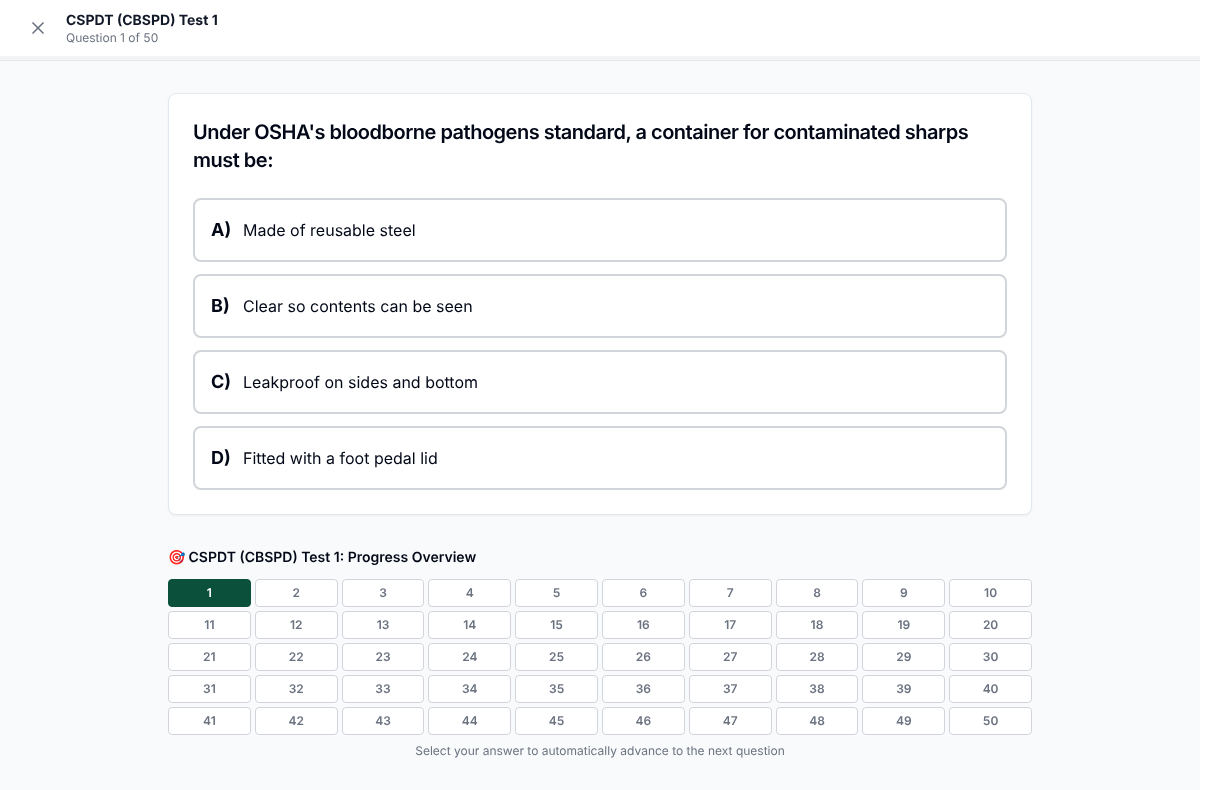 CSPDT (CBSPD) Test 1
Question 1 of 50
Under OSHA's bloodborne pathogens standard, a container for contaminated sharps
must be:
A) Made of reusable steel
B) Clear so contents can be seen
C) Leakproof on sides and bottom
D) Fitted with a foot pedal lid
🎯 CSPDT (CBSPD) Test 1: Progress Overview
1 2 3 4 5 6 7 8 9 10
11 12 13 14 15 16 17 18 19 20
21 22 23 24 25 26 27 28 29 30
31 32 33 34 35 36 37 38 39 40
41 42 43 44 45 46 47 48 49 50
Select your answer to automatically advance to the next question